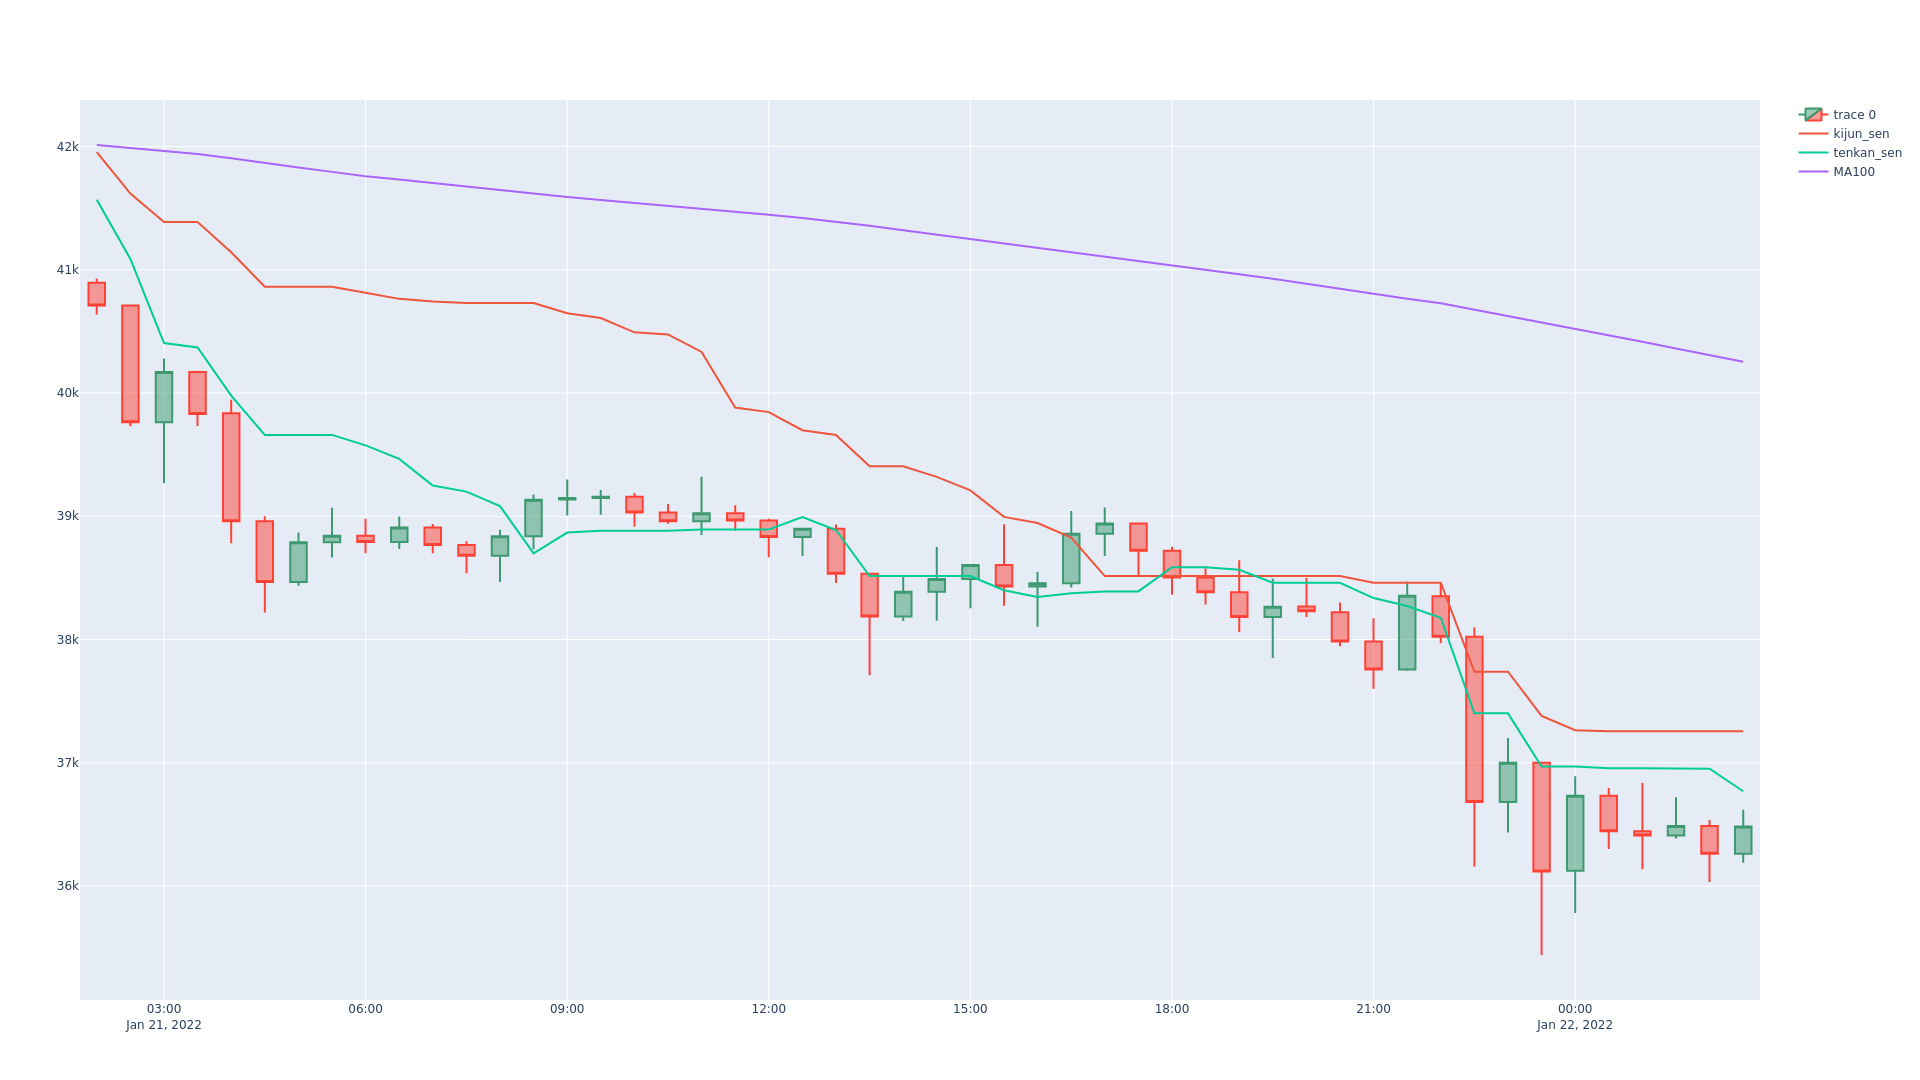 42k
41k
40k
39k
38k
37k
36k
03:00
Jan 21, 2022
06:00
09:00
12:00
15:00
18:00
21:00
00:00
Jan 22, 2022
trace 0
kijun_sen
tenkan_sen
MA100